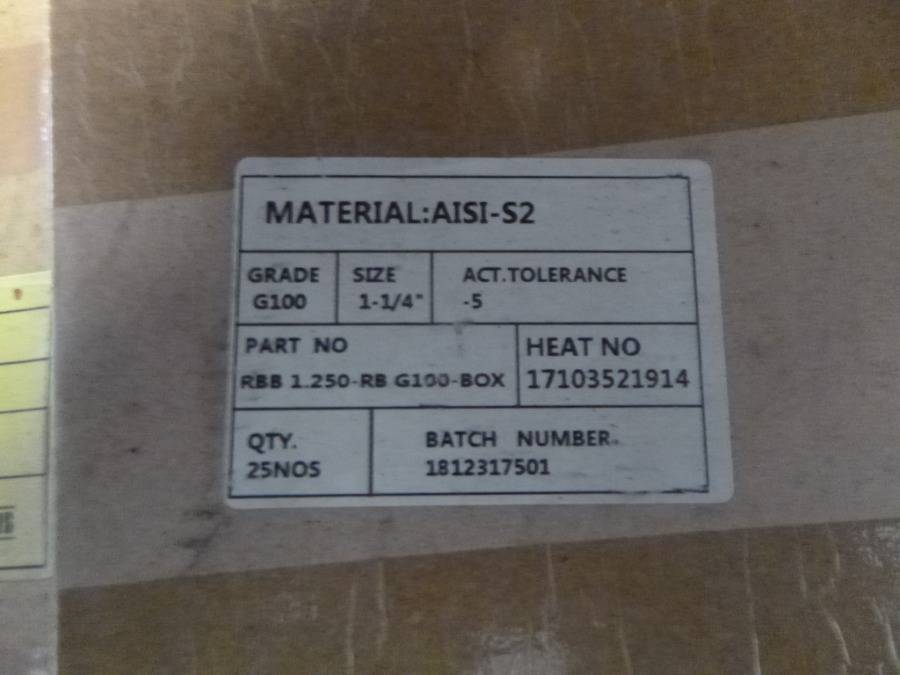 MATERIAL:AISI-S2
GRADE SIZE ACT.TOLERANCE
G100 1-1/4" -5
PART NO HEAT NO
RBB 1.250-RB G100-BOX 17103521914
QTY. BATCH NUMBER.
25NOS 1812317501